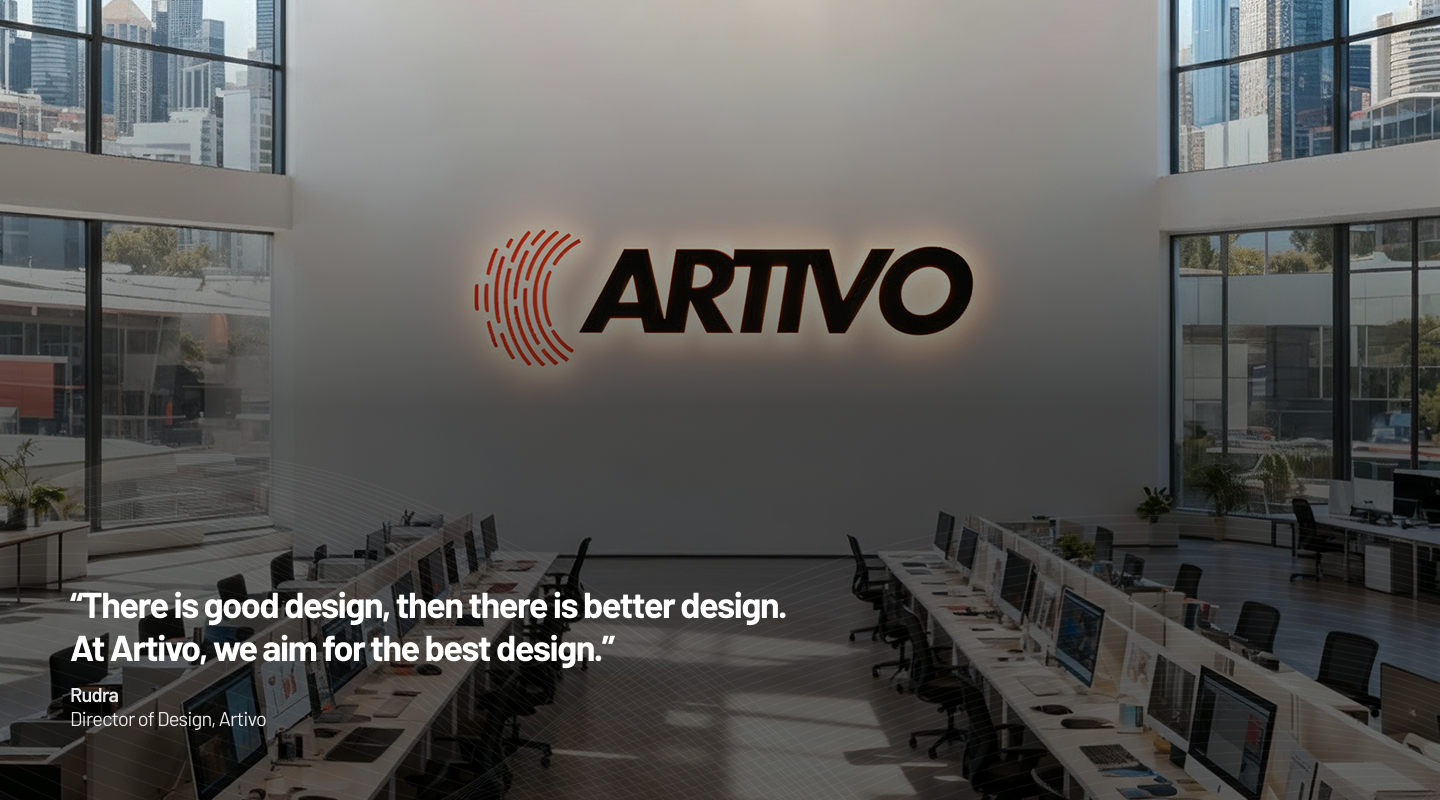 ARTIVO
“There is good design, then there is better design.
At Artivo, we aim for the best design.”
Rudra
Director of Design, Artivo